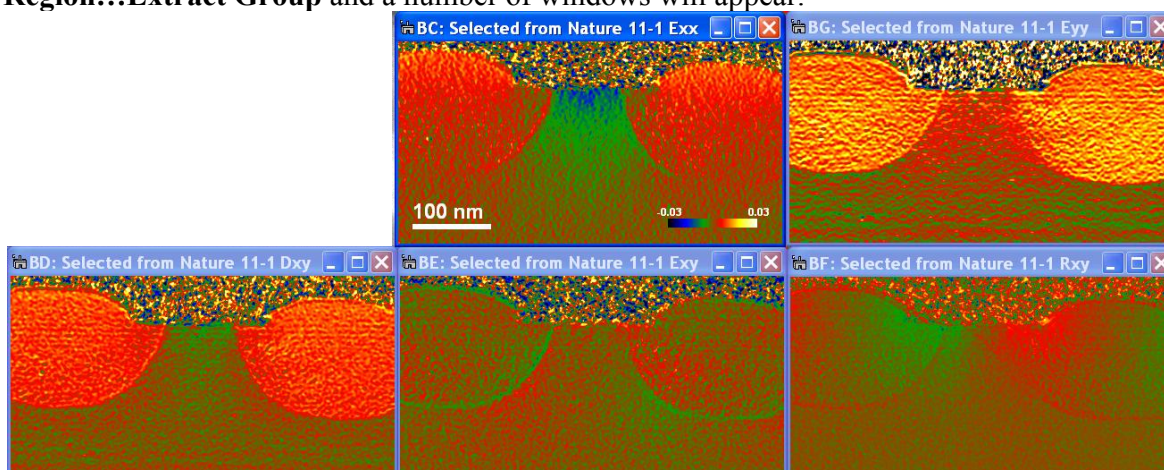 Region…Extract Group and a number of windows will appear:
BC: Selected from Nature 11-1 Exx
BG: Selected from Nature 11-1 Eyy
100 nm
-0.03 0.03
BD: Selected from Nature 11-1 Dxy
BE: Selected from Nature 11-1 Exy
BF: Selected from Nature 11-1 Rxy